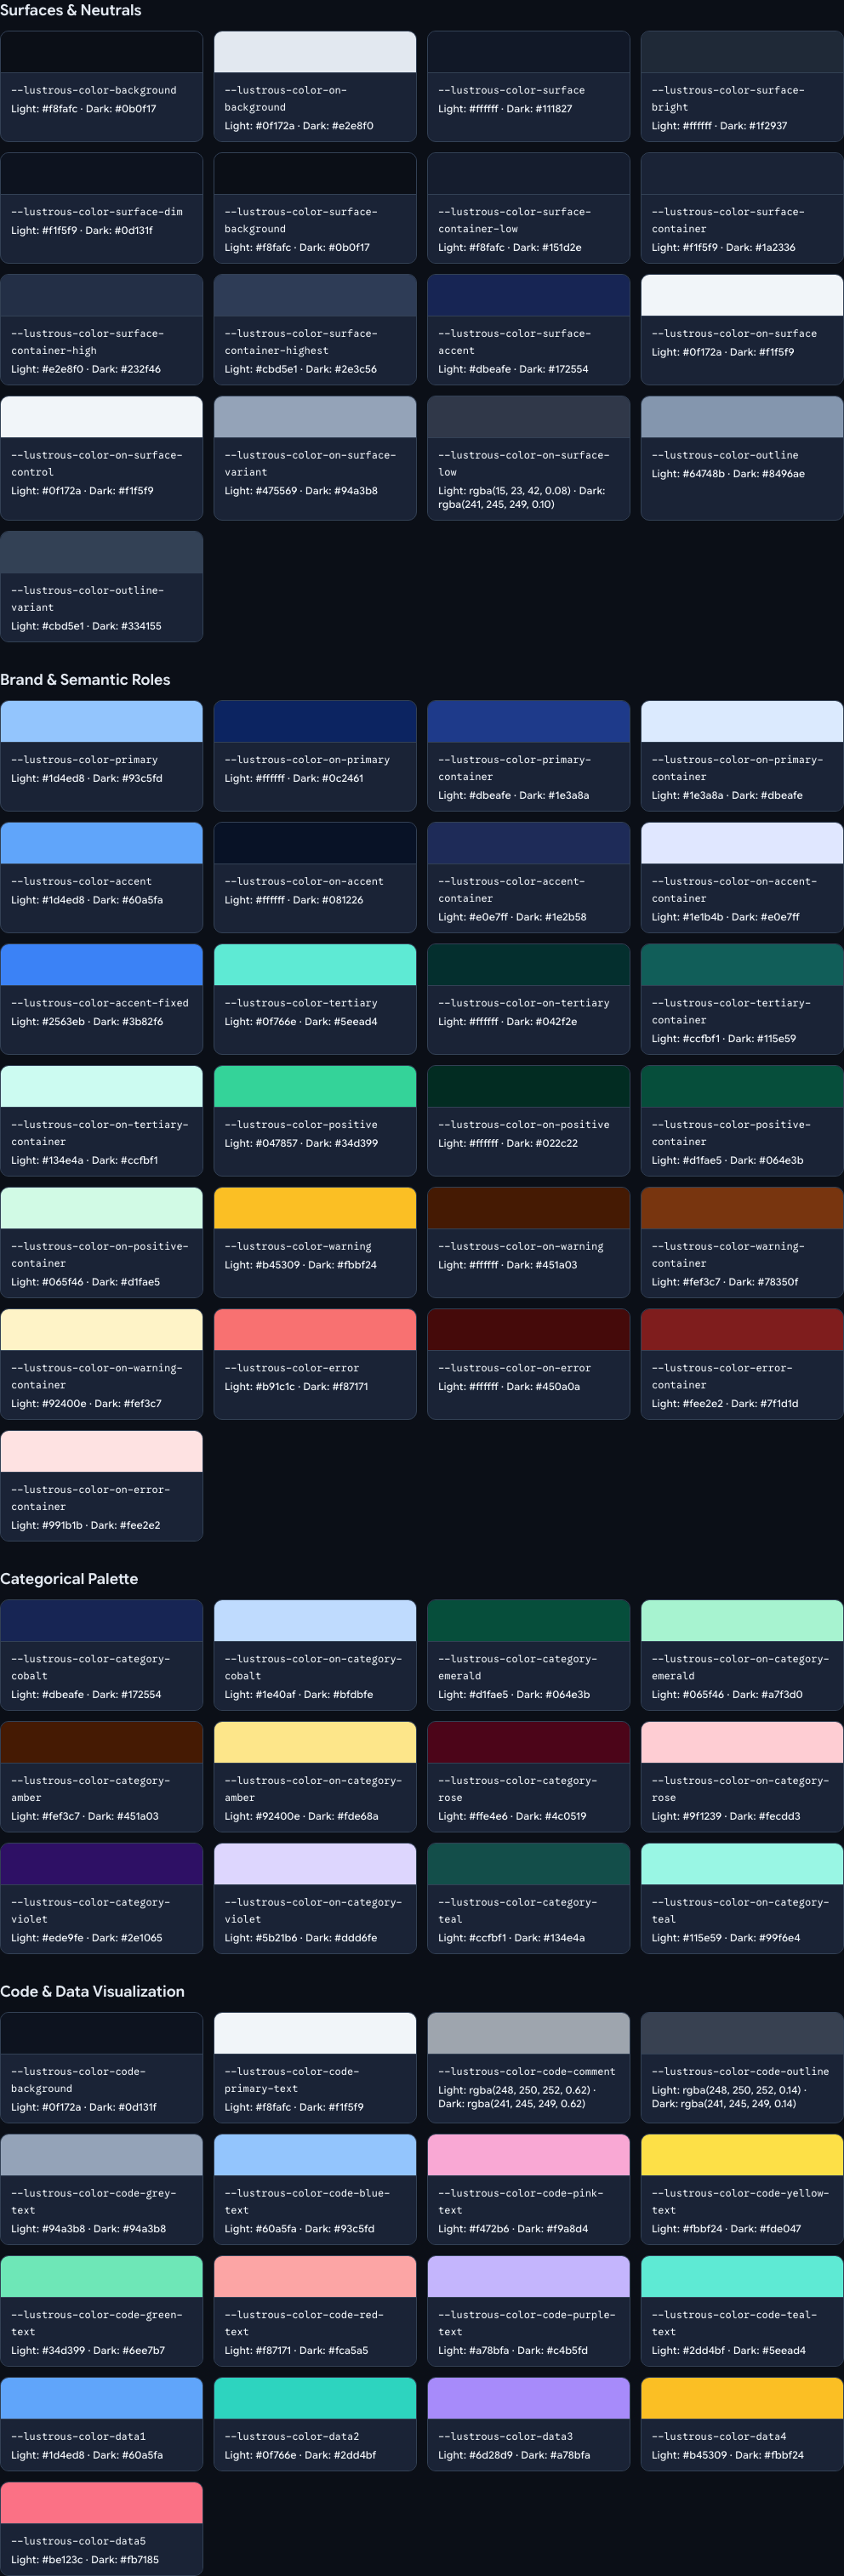 Surfaces & Neutrals
--lustrous-color-background
Light: #f8fafc · Dark: #0b0f17
--lustrous-color-on-
background
Light: #0f172a · Dark: #e2e8f0
--lustrous-color-surface
Light: #ffffff · Dark: #111827
--lustrous-color-surface-
bright
Light: #ffffff · Dark: #1f2937
--lustrous-color-surface-dim
Light: #f1f5f9 · Dark: #0d131f
--lustrous-color-surface-
background
Light: #f8fafc · Dark: #0b0f17
--lustrous-color-surface-
container-low
Light: #f8fafc · Dark: #151d2e
--lustrous-color-surface-
container
Light: #f1f5f9 · Dark: #1a2336
--lustrous-color-surface-
container-high
Light: #e2e8f0 · Dark: #232f46
--lustrous-color-surface-
container-highest
Light: #cbd5e1 · Dark: #2e3c56
--lustrous-color-surface-
accent
Light: #dbeafe · Dark: #172554
--lustrous-color-on-surface
Light: #0f172a · Dark: #f1f5f9
--lustrous-color-on-surface-
control
Light: #0f172a · Dark: #f1f5f9
--lustrous-color-on-surface-
variant
Light: #475569 · Dark: #94a3b8
--lustrous-color-on-surface-
low
Light: rgba(15, 23, 42, 0.08) · Dark:
rgba(241, 245, 249, 0.10)
--lustrous-color-outline
Light: #64748b · Dark: #8496ae
--lustrous-color-outline-
variant
Light: #cbd5e1 · Dark: #334155
Brand & Semantic Roles
--lustrous-color-primary
Light: #1d4ed8 · Dark: #93c5fd
--lustrous-color-on-primary
Light: #ffffff · Dark: #0c2461
--lustrous-color-primary-
container
Light: #dbeafe · Dark: #1e3a8a
--lustrous-color-on-primary-
container
Light: #1e3a8a · Dark: #dbeafe
--lustrous-color-accent
Light: #1d4ed8 · Dark: #60a5fa
--lustrous-color-on-accent
Light: #ffffff · Dark: #081226
--lustrous-color-accent-
container
Light: #e0e7ff · Dark: #1e2b58
--lustrous-color-on-accent-
container
Light: #1e1b4b · Dark: #e0e7ff
--lustrous-color-accent-fixed
Light: #2563eb · Dark: #3b82f6
--lustrous-color-tertiary
Light: #0f766e · Dark: #5eead4
--lustrous-color-on-tertiary
Light: #ffffff · Dark: #042f2e
--lustrous-color-tertiary-
container
Light: #ccfbf1 · Dark: #115e59
--lustrous-color-on-tertiary-
container
Light: #134e4a · Dark: #ccfbf1
--lustrous-color-positive
Light: #047857 · Dark: #34d399
--lustrous-color-on-positive
Light: #ffffff · Dark: #022c22
--lustrous-color-positive-
container
Light: #d1fae5 · Dark: #064e3b
--lustrous-color-on-positive-
container
Light: #065f46 · Dark: #d1fae5
--lustrous-color-warning
Light: #b45309 · Dark: #fbbf24
--lustrous-color-on-warning
Light: #ffffff · Dark: #451a03
--lustrous-color-warning-
container
Light: #fef3c7 · Dark: #78350f
--lustrous-color-on-warning-
container
Light: #92400e · Dark: #fef3c7
--lustrous-color-error
Light: #b91c1c · Dark: #f87171
--lustrous-color-on-error
Light: #ffffff · Dark: #450a0a
--lustrous-color-error-
container
Light: #fee2e2 · Dark: #7f1d1d
--lustrous-color-on-error-
container
Light: #991b1b · Dark: #fee2e2
Categorical Palette
--lustrous-color-category-
cobalt
Light: #dbeafe · Dark: #172554
--lustrous-color-on-category-
cobalt
Light: #1e40af · Dark: #bfdbfe
--lustrous-color-category-
emerald
Light: #d1fae5 · Dark: #064e3b
--lustrous-color-on-category-
emerald
Light: #065f46 · Dark: #a7f3d0
--lustrous-color-category-
amber
Light: #fef3c7 · Dark: #451a03
--lustrous-color-on-category-
amber
Light: #92400e · Dark: #fde68a
--lustrous-color-category-
rose
Light: #ffe4e6 · Dark: #4c0519
--lustrous-color-on-category-
rose
Light: #9f1239 · Dark: #fecdd3
--lustrous-color-category-
violet
Light: #ede9fe · Dark: #2e1065
--lustrous-color-on-category-
violet
Light: #5b21b6 · Dark: #ddd6fe
--lustrous-color-category-
teal
Light: #ccfbf1 · Dark: #134e4a
--lustrous-color-on-category-
teal
Light: #115e59 · Dark: #99f6e4
Code & Data Visualization
--lustrous-color-code-
background
Light: #0f172a · Dark: #0d131f
--lustrous-color-code-
primary-text
Light: #f8fafc · Dark: #f1f5f9
--lustrous-color-code-comment
Light: rgba(248, 250, 252, 0.62) ·
Dark: rgba(241, 245, 249, 0.62)
--lustrous-color-code-outline
Light: rgba(248, 250, 252, 0.14) ·
Dark: rgba(241, 245, 249, 0.14)
--lustrous-color-code-grey-
text
Light: #94a3b8 · Dark: #94a3b8
--lustrous-color-code-blue-
text
Light: #60a5fa · Dark: #93c5fd
--lustrous-color-code-pink-
text
Light: #f472b6 · Dark: #f9a8d4
--lustrous-color-code-yellow-
text
Light: #fbbf24 · Dark: #fde047
--lustrous-color-code-green-
text
Light: #34d399 · Dark: #6ee7b7
--lustrous-color-code-red-
text
Light: #f87171 · Dark: #fca5a5
--lustrous-color-code-purple-
text
Light: #a78bfa · Dark: #c4b5fd
--lustrous-color-code-teal-
text
Light: #2dd4bf · Dark: #5eead4
--lustrous-color-data1
Light: #1d4ed8 · Dark: #60a5fa
--lustrous-color-data2
Light: #0f766e · Dark: #2dd4bf
--lustrous-color-data3
Light: #6d28d9 · Dark: #a78bfa
--lustrous-color-data4
Light: #b45309 · Dark: #fbbf24
--lustrous-color-data5
Light: #be123c · Dark: #fb7185